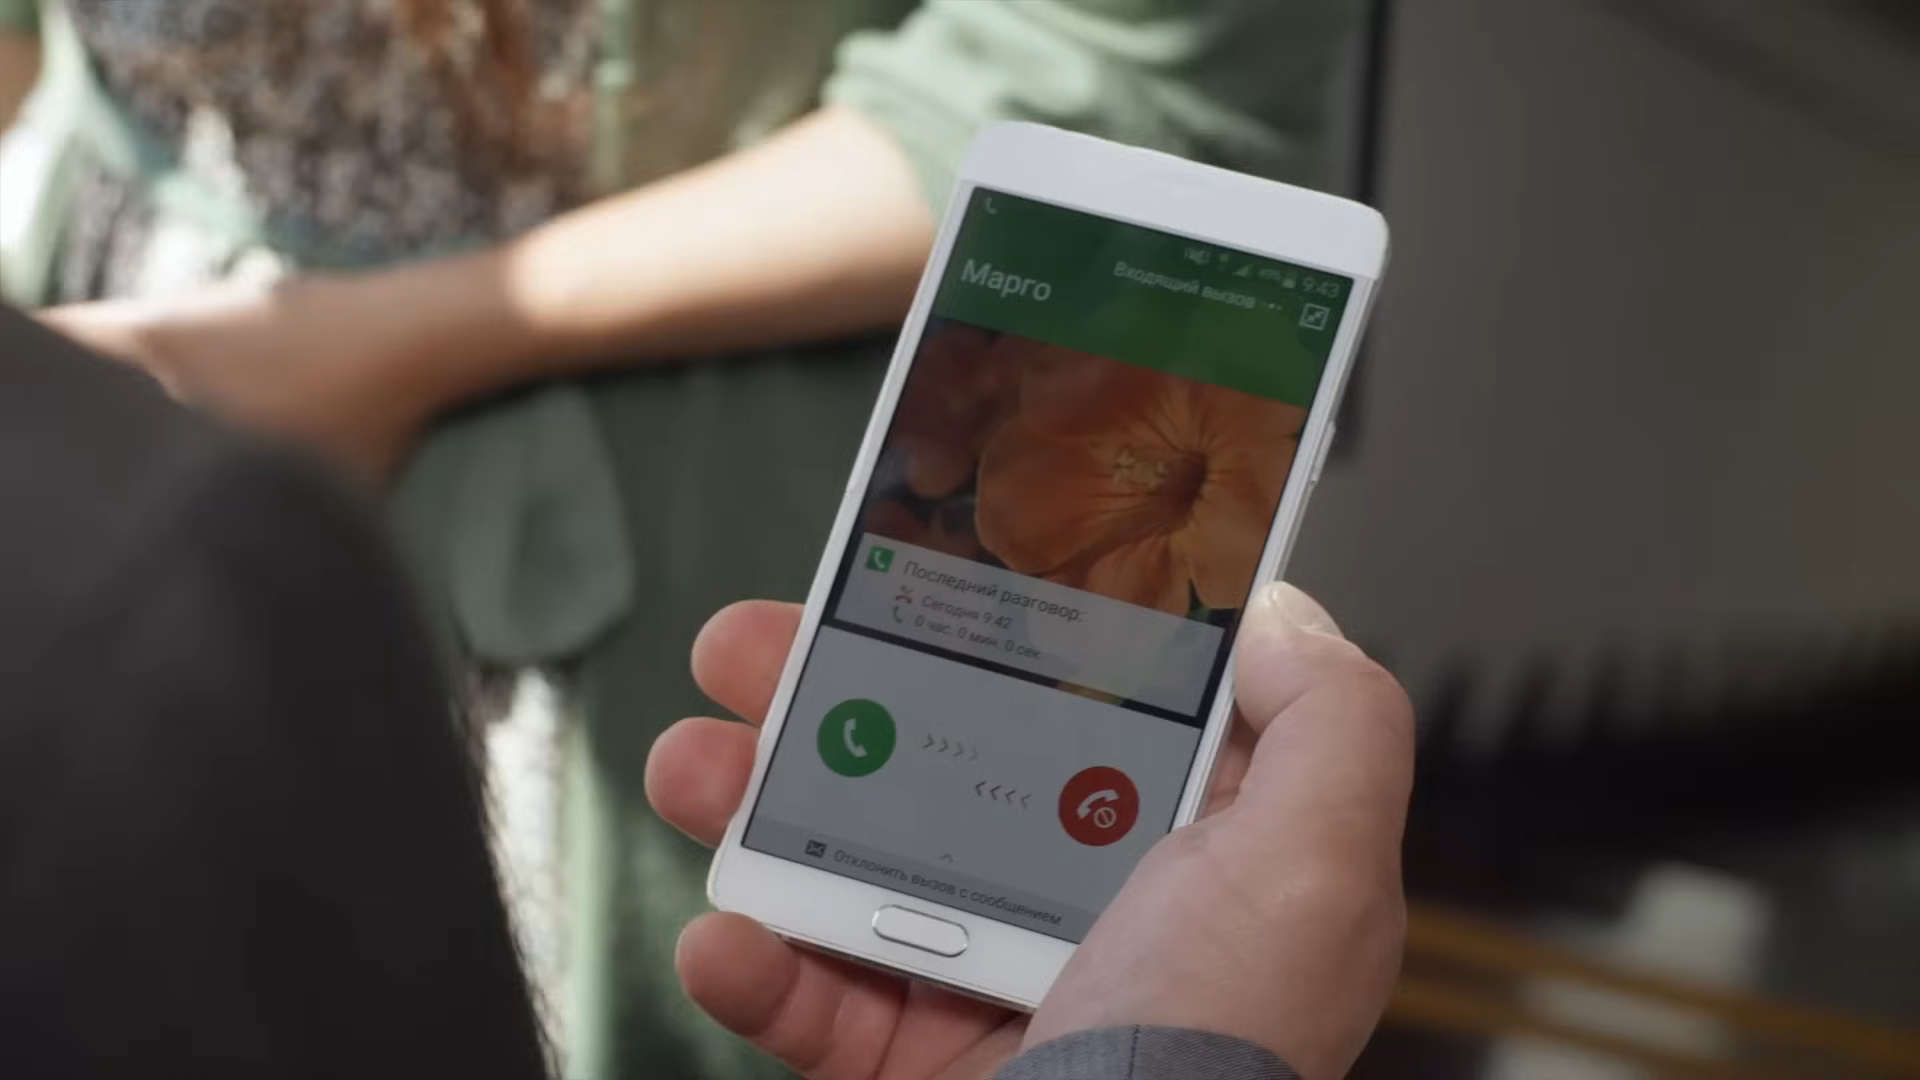 9:43
Марго
Входящий вызов
Последний разговор:
Сегодня 9:42
0 час. 0 мин. 0 сек.
Отклонить вызов с сообщением